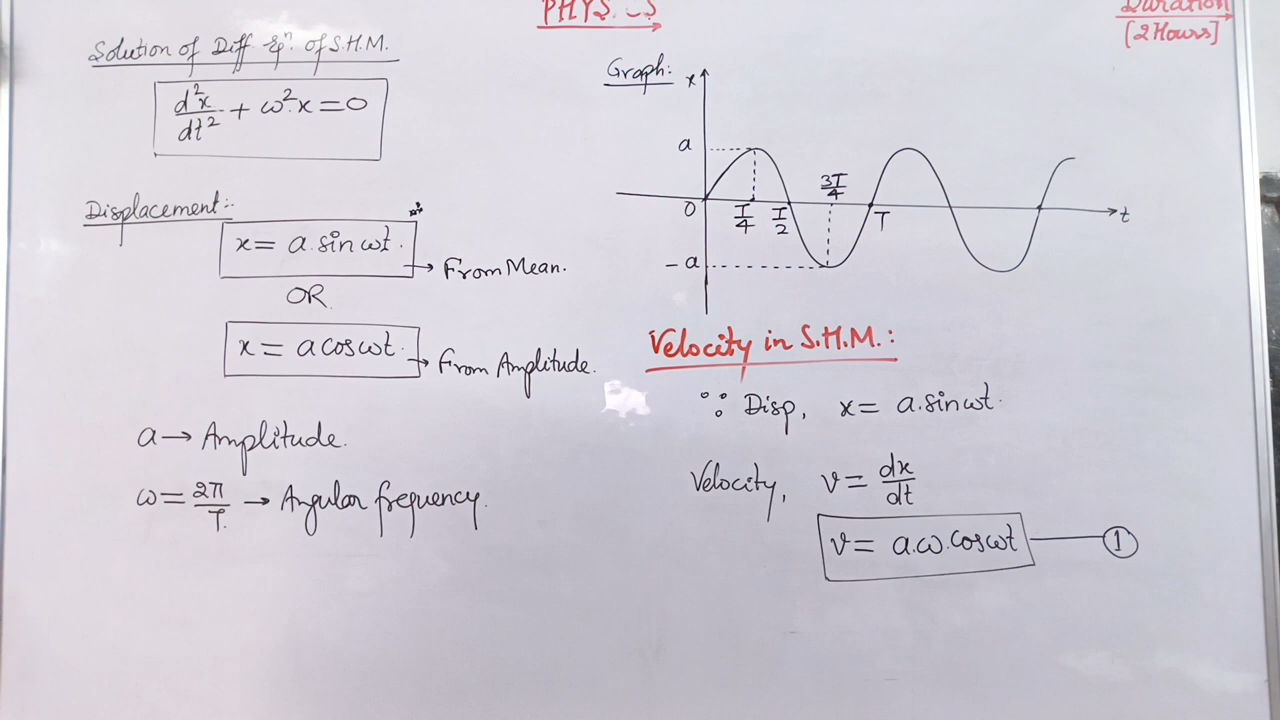 Duration
[2 Hours]
Solution of Diff. Eqⁿ. of S.H.M.
d²x/dt² + ω²x = 0
Displacement:-
x = a.sin ωt. → From Mean.
OR.
x = a cos ωt. → From Amplitude.
a → Amplitude.
ω = 2π/T. → Angular frequency.
Graph:
x
a
3T/4
0 T/4 T/2 T t
-a
Velocity in S.H.M.:
∵ Disp, x = a.sin ωt.
Velocity, v = dx/dt
v = a.ω.cos ωt ①